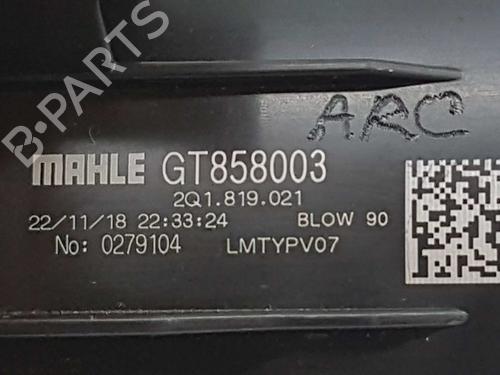 B-PARTS
ARC
MAHLE GT858003
2Q1.819.021
22/11/18 22:33:24 BLOW 90
No: 0279104 LMTYPV07